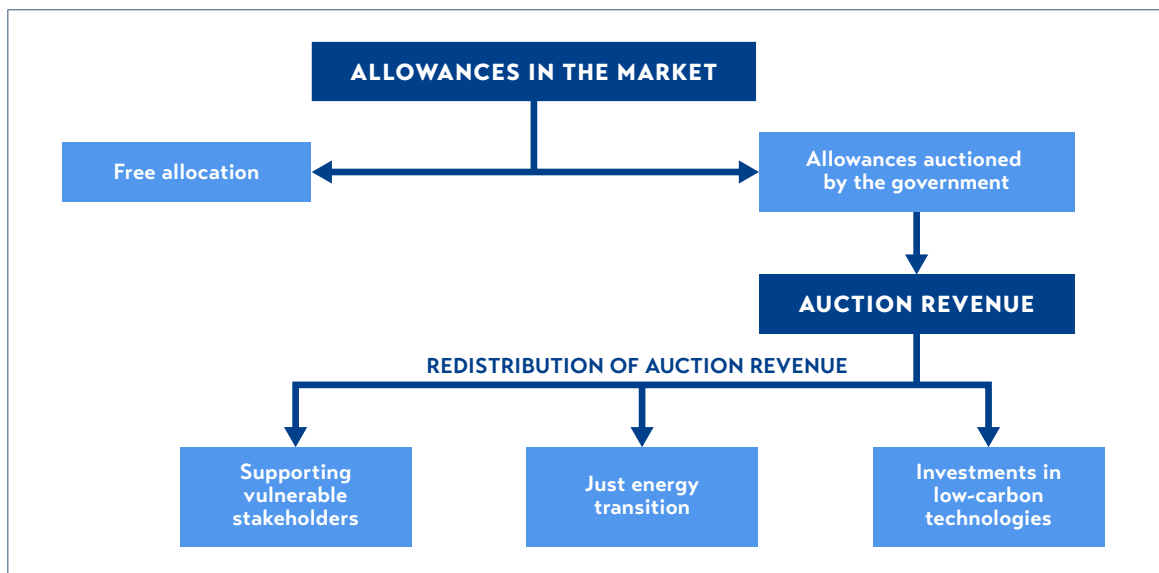 ALLOWANCES IN THE MARKET
Free allocation
Allowances auctioned
by the government
AUCTION REVENUE
REDISTRIBUTION OF AUCTION REVENUE
Supporting
vulnerable
stakeholders
Just energy
transition
Investments in
low-carbon
technologies